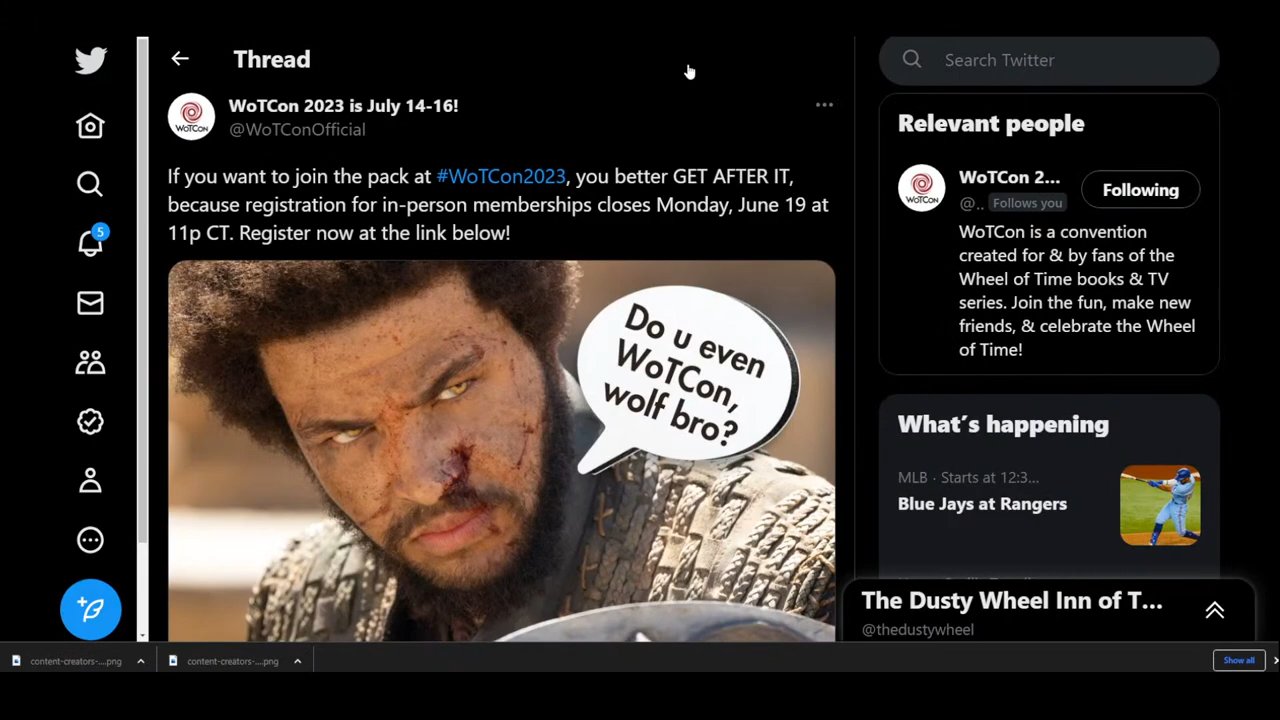 Thread
WoTCon 2023 is July 14-16!
@WoTConOfficial
WoTCon
If you want to join the pack at #WoTCon2023, you better GET AFTER IT,
because registration for in-person memberships closes Monday, June 19 at
11p CT. Register now at the link below!
Do u even
WoTCon,
wolf bro?
5
Search Twitter
Relevant people
WoTCon 2...
@.. Follows you
Following
WoTCon
WoTCon is a convention
created for & by fans of the
Wheel of Time books & TV
series. Join the fun, make new
friends, & celebrate the Wheel
of Time!
What's happening
MLB · Starts at 12:3...
Blue Jays at Rangers
The Dusty Wheel Inn of T...
@thedustywheel
content-creators-....png
content-creators-....png
Show all